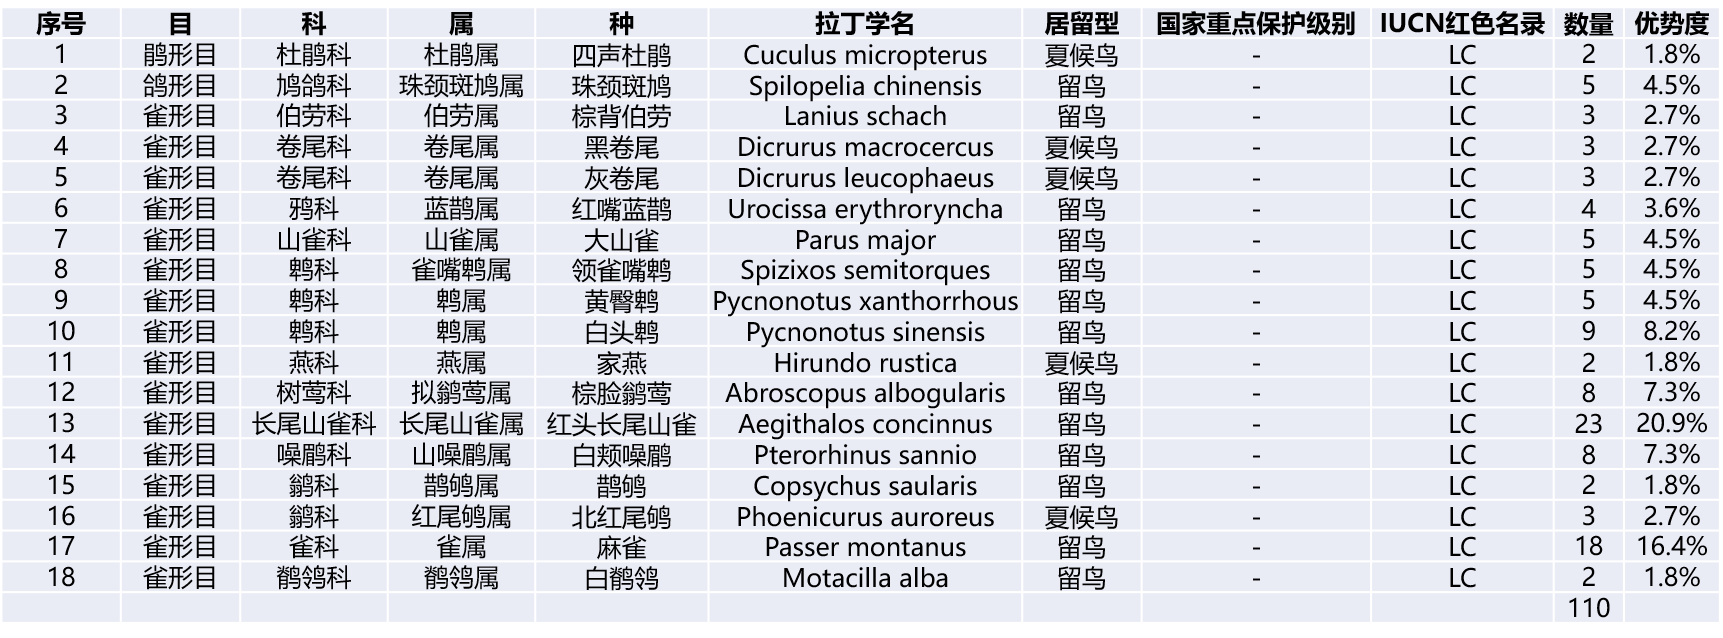 序号 目 科 属 种 拉丁学名 居留型 国家重点保护级别 IUCN红色名录 数量 优势度
1 鹃形目 杜鹃科 杜鹃属 四声杜鹃 Cuculus micropterus 夏候鸟 - LC 2 1.8%
2 鸽形目 鸠鸽科 珠颈斑鸠属 珠颈斑鸠 Spilopelia chinensis 留鸟 - LC 5 4.5%
3 雀形目 伯劳科 伯劳属 棕背伯劳 Lanius schach 留鸟 - LC 3 2.7%
4 雀形目 卷尾科 卷尾属 黑卷尾 Dicrurus macrocercus 夏候鸟 - LC 3 2.7%
5 雀形目 卷尾科 卷尾属 灰卷尾 Dicrurus leucophaeus 夏候鸟 - LC 3 2.7%
6 雀形目 鸦科 蓝鹊属 红嘴蓝鹊 Urocissa erythroryncha 留鸟 - LC 4 3.6%
7 雀形目 山雀科 山雀属 大山雀 Parus major 留鸟 - LC 5 4.5%
8 雀形目 鹎科 雀嘴鹎属 领雀嘴鹎 Spizixos semitorques 留鸟 - LC 5 4.5%
9 雀形目 鹎科 鹎属 黄臀鹎 Pycnonotus xanthorrhous 留鸟 - LC 5 4.5%
10 雀形目 鹎科 鹎属 白头鹎 Pycnonotus sinensis 留鸟 - LC 9 8.2%
11 雀形目 燕科 燕属 家燕 Hirundo rustica 夏候鸟 - LC 2 1.8%
12 雀形目 树莺科 拟鹟莺属 棕脸鹟莺 Abroscopus albogularis 留鸟 - LC 8 7.3%
13 雀形目 长尾山雀科 长尾山雀属 红头长尾山雀 Aegithalos concinnus 留鸟 - LC 23 20.9%
14 雀形目 噪鹛科 山噪鹛属 白颊噪鹛 Pterorhinus sannio 留鸟 - LC 8 7.3%
15 雀形目 鹟科 鹊鸲属 鹊鸲 Copsychus saularis 留鸟 - LC 2 1.8%
16 雀形目 鹟科 红尾鸲属 北红尾鸲 Phoenicurus auroreus 夏候鸟 - LC 3 2.7%
17 雀形目 雀科 雀属 麻雀 Passer montanus 留鸟 - LC 18 16.4%
18 雀形目 鹡鸰科 鹡鸰属 白鹡鸰 Motacilla alba 留鸟 - LC 2 1.8%
110